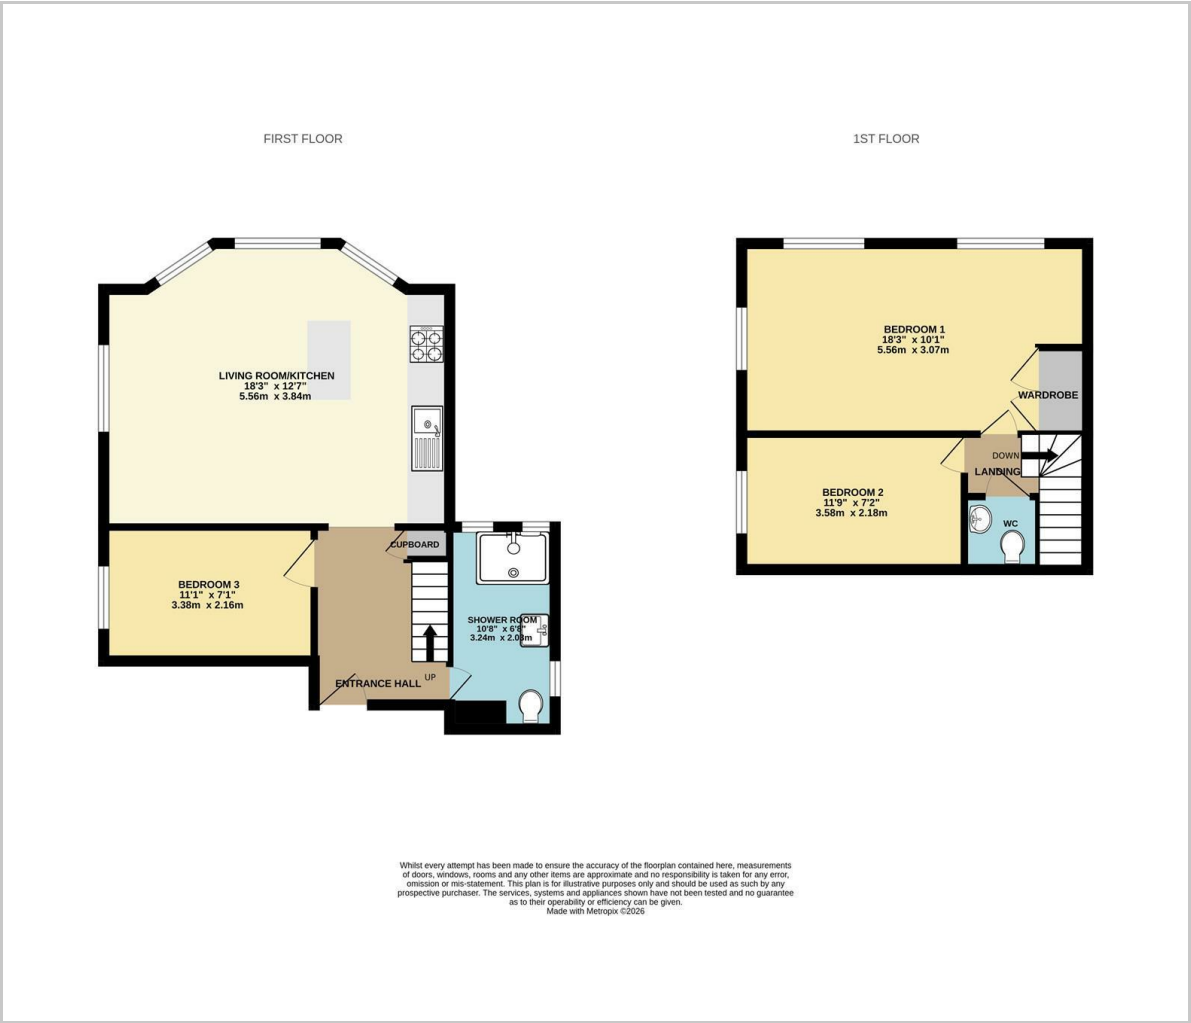 FIRST FLOOR
LIVING ROOM/KITCHEN
18'3" x 12'7"
5.56m x 3.84m
CUPBOARD
BEDROOM 3
11'1" x 7'1"
3.38m x 2.16m
SHOWER ROOM
10'8" x 6'8"
3.24m x 2.03m
UP
ENTRANCE HALL
1ST FLOOR
BEDROOM 1
18'3" x 10'1"
5.56m x 3.07m
WARDROBE
DOWN
LANDING
BEDROOM 2
11'9" x 7'2"
3.58m x 2.18m
WC
Whilst every attempt has been made to ensure the accuracy of the floorplan contained here, measurements
of doors, windows, rooms and any other items are approximate and no responsibility is taken for any error,
omission or mis-statement. This plan is for illustrative purposes only and should be used as such by any
prospective purchaser. The services, systems and appliances shown have not been tested and no guarantee
as to their operability or efficiency can be given.
Made with Metropix ©2026